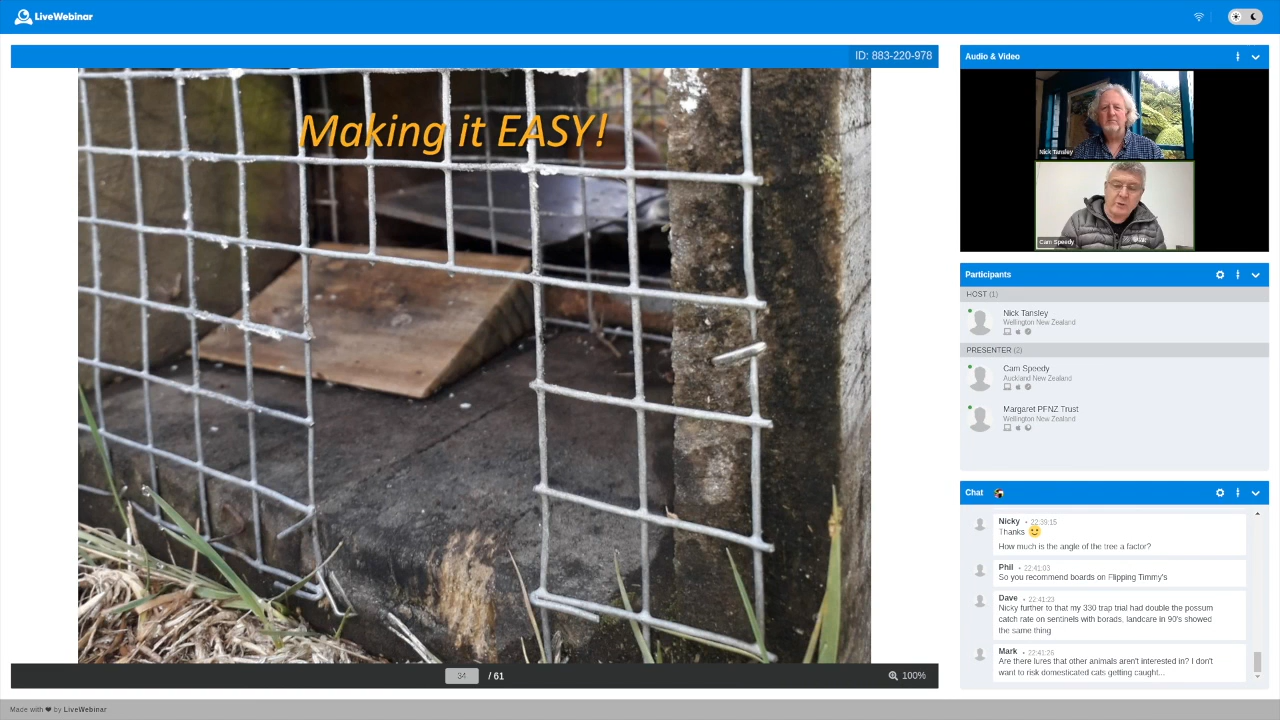 LiveWebinar
ID: 883-220-978
Making it EASY!
34 / 61
100%
Audio & Video
Nick Tansley
Cam Speedy
Participants
HOST (1)
Nick Tansley
Wellington New Zealand
PRESENTER (2)
Cam Speedy
Auckland New Zealand
Margaret PFNZ Trust
Wellington New Zealand
Chat
Nicky • 22:39:15
Thanks
How much is the angle of the tree a factor?
Phil • 22:41:03
So you recommend boards on Flipping Timmy's
Dave • 22:41:23
Nicky further to that my 330 trap trial had double the possum
catch rate on sentinels with borads. landcare in 90's showed
the same thing
Mark • 22:41:26
Are there lures that other animals aren't interested in? I don't
want to risk domesticated cats getting caught...
Made with ❤ by LiveWebinar